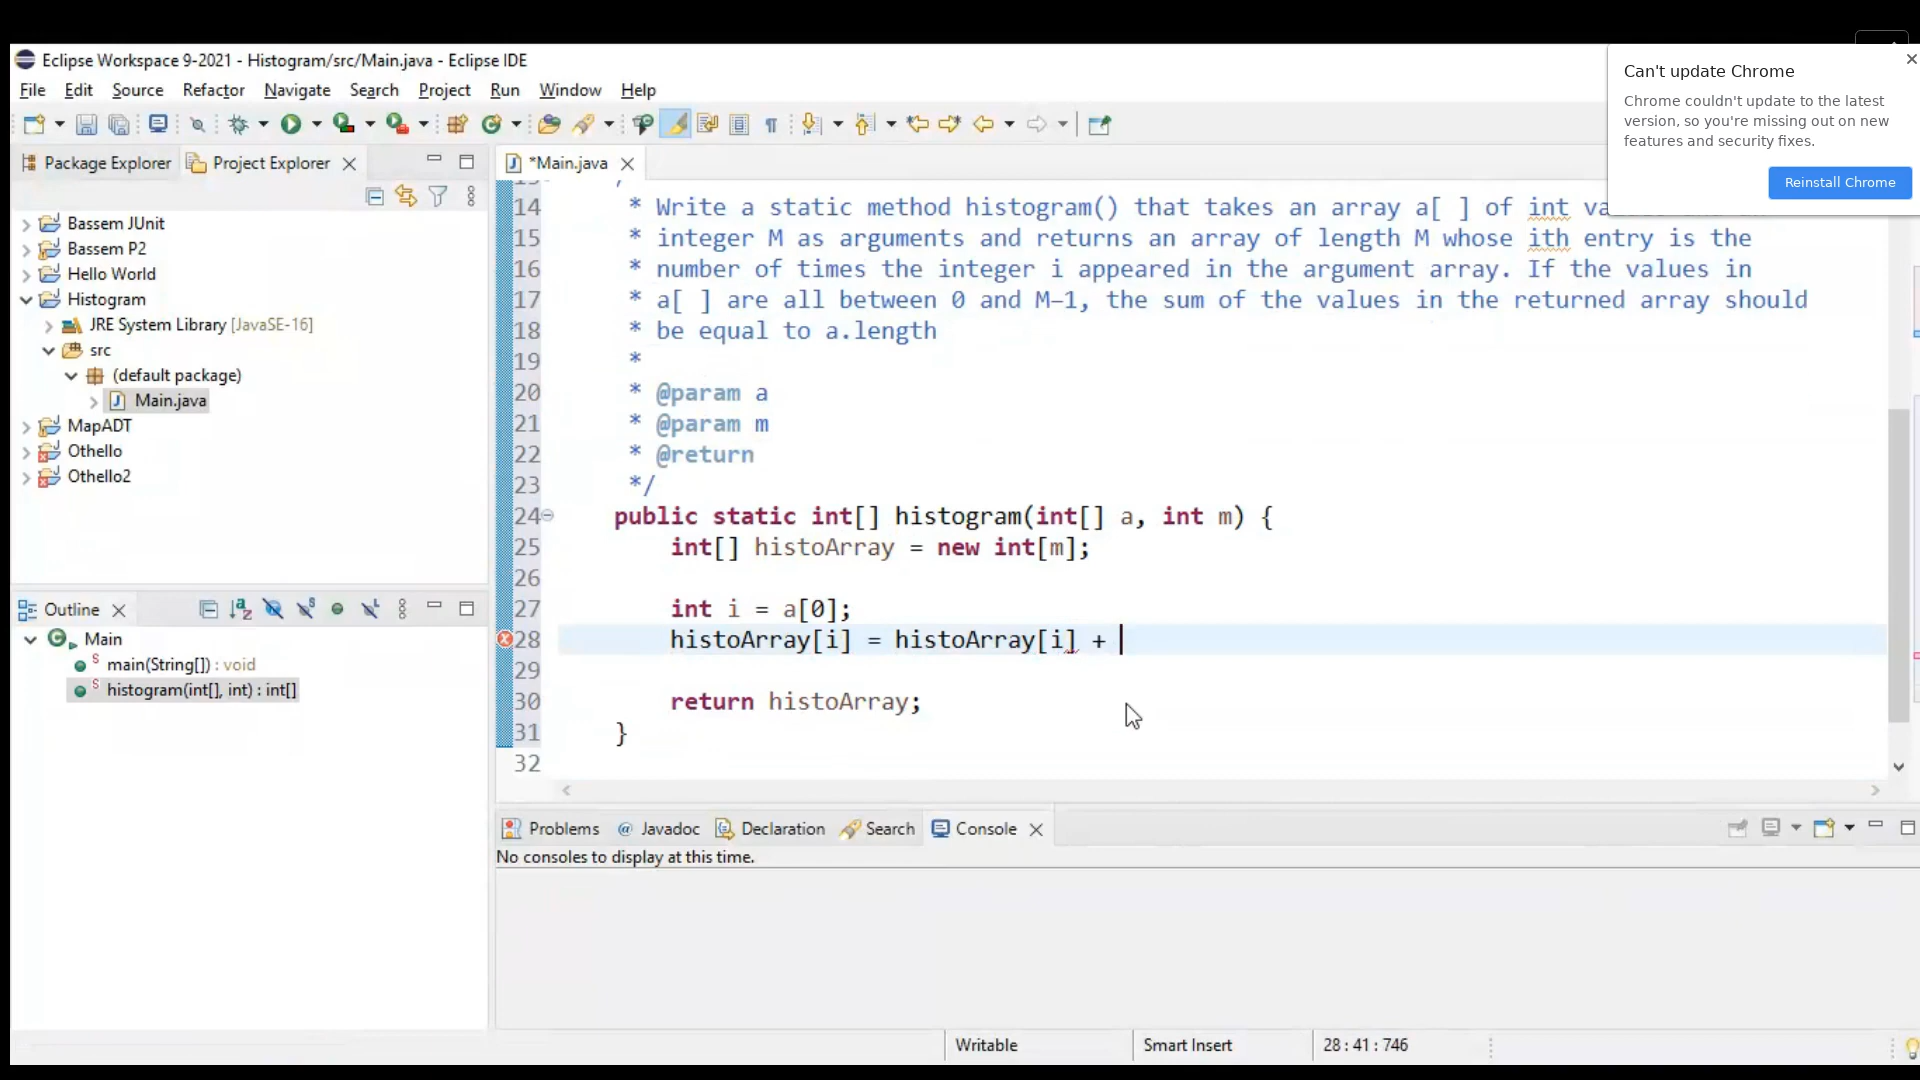 Eclipse Workspace 9-2021 - Histogram/src/Main.java - Eclipse IDE
File Edit Source Refactor Navigate Search Project Run Window Help
Can't update Chrome
Chrome couldn't update to the latest
version, so you're missing out on new
features and security fixes.
Reinstall Chrome
Package Explorer Project Explorer
Bassem JUnit
Bassem P2
Hello World
Histogram
JRE System Library [JavaSE-16]
src
(default package)
Main.java
MapADT
Othello
Othello2
Outline
Main
main(String[]) : void
histogram(int[], int) : int[]
*Main.java
14 * Write a static method histogram() that takes an array a[ ] of int
15 * integer M as arguments and returns an array of length M whose ith entry is the
16 * number of times the integer i appeared in the argument array. If the values in
17 * a[ ] are all between 0 and M−1, the sum of the values in the returned array should
18 * be equal to a.length
19 *
20 * @param a
21 * @param m
22 * @return
23 */
24 public static int[] histogram(int[] a, int m) {
25 int[] histoArray = new int[m];
26
27 int i = a[0];
28 histoArray[i] = histoArray[i] +
29
30 return histoArray;
31 }
32
Problems @ Javadoc Declaration Search Console
No consoles to display at this time.
Writable Smart Insert 28 : 41 : 746